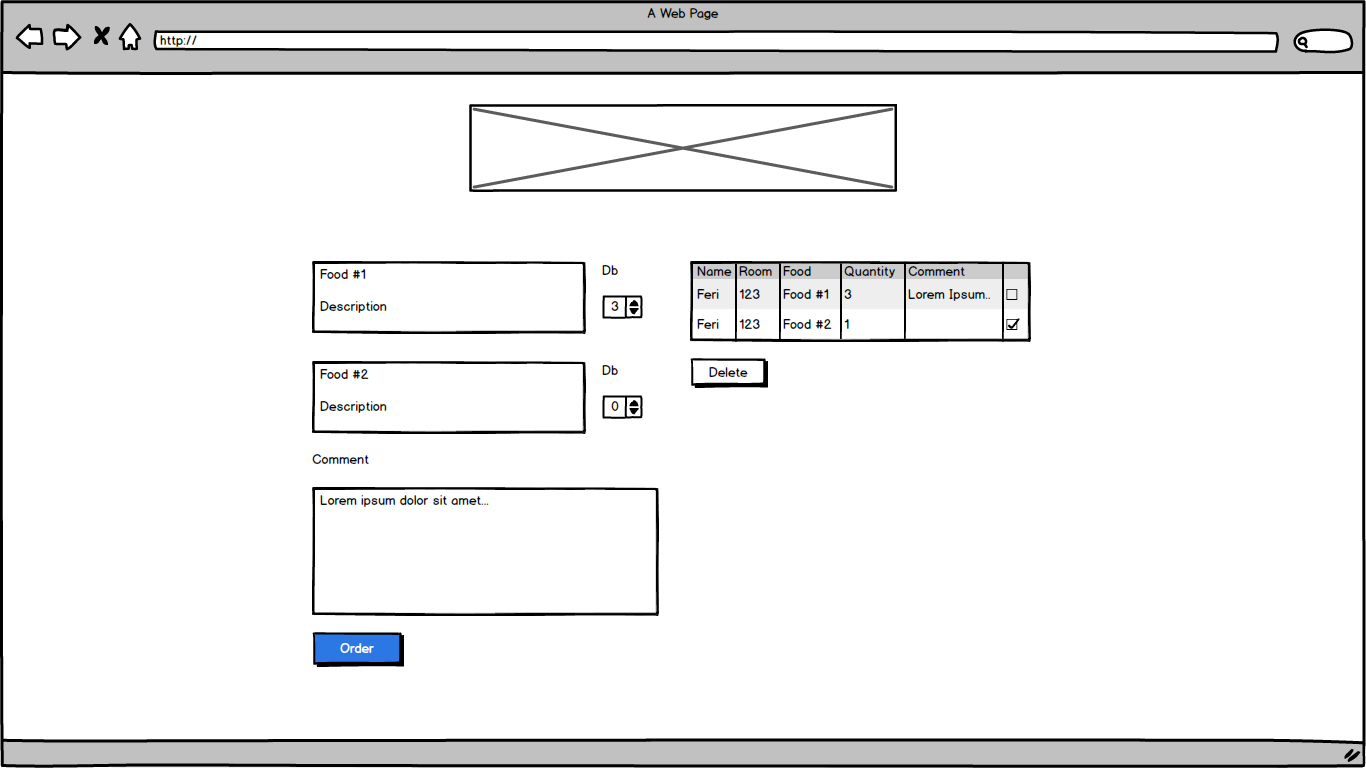 A Web Page
http://
Food #1
Description
Db
3
Food #2
Description
Db
0
Comment
Lorem ipsum dolor sit amet...
Order
Name Room Food Quantity Comment
Feri 123 Food #1 3 Lorem Ipsum..
Feri 123 Food #2 1
Delete